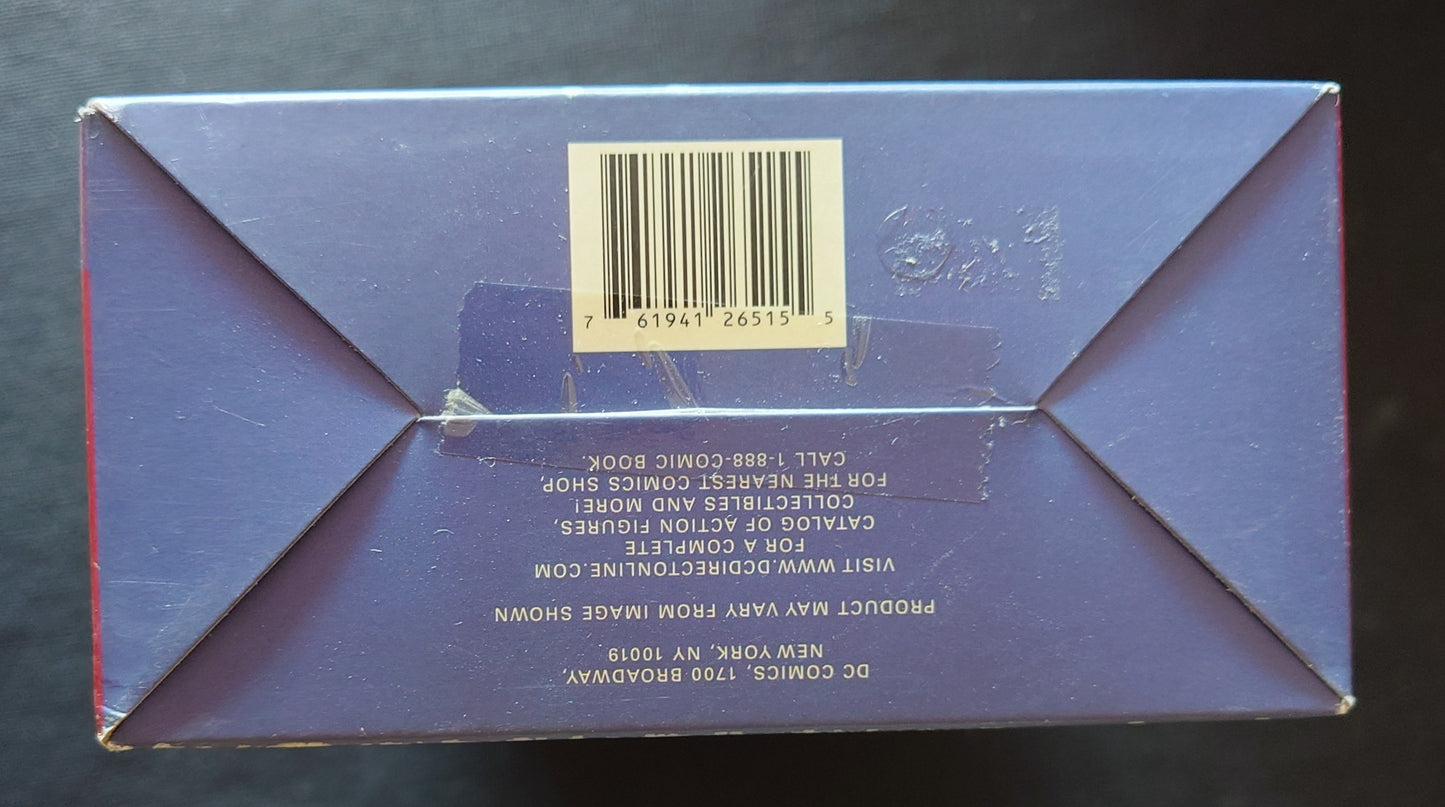 7 61941 26515 5
DC COMICS, 1700 BROADWAY,
NEW YORK, NY 10019.
PRODUCT MAY VARY FROM IMAGE SHOWN
VISIT WWW.DCDIRECTONLINE.COM
FOR A COMPLETE
CATALOG OF ACTION FIGURES,
COLLECTIBLES AND MORE!
FOR THE NEAREST COMICS SHOP,
CALL 1-888-COMIC BOOK.